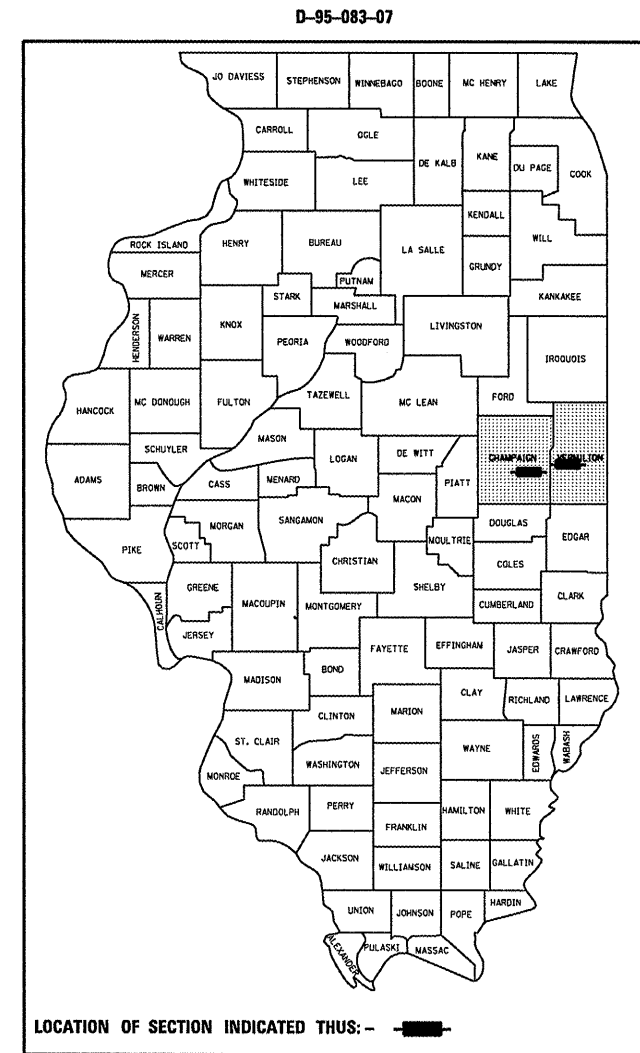 D-95-083-07
JO DAVIESS STEPHENSON WINNEBAGO BOONE MC HENRY LAKE
CARROLL OGLE
DE KALB KANE DU PAGE COOK
WHITESIDE LEE
KENDALL
ROCK ISLAND HENRY BUREAU LA SALLE WILL
MERCER PUTNAM GRUNDY
STARK MARSHALL KANKAKEE
HENDERSON WARREN KNOX PEORIA WOODFORD LIVINGSTON IROQUOIS
HANCOCK MC DONOUGH FULTON TAZEWELL MC LEAN FORD
MASON
SCHUYLER LOGAN DE WITT CHAMPAIGN VERMILION
ADAMS BROWN CASS MENARD PIATT
MACON
MORGAN SANGAMON DOUGLAS
PIKE SCOTT CHRISTIAN MOULTRIE EDGAR
COLES
CALHOUN GREENE MACOUPIN MONTGOMERY SHELBY CUMBERLAND CLARK
JERSEY FAYETTE EFFINGHAM JASPER CRAWFORD
MADISON BOND
CLAY RICHLAND LAWRENCE
CLINTON MARION
ST. CLAIR WAYNE EDWARDS WABASH
MONROE WASHINGTON JEFFERSON
RANDOLPH PERRY HAMILTON WHITE
FRANKLIN
JACKSON WILLIAMSON SALINE GALLATIN
UNION JOHNSON POPE HARDIN
ALEXANDER PULASKI MASSAC
LOCATION OF SECTION INDICATED THUS:-